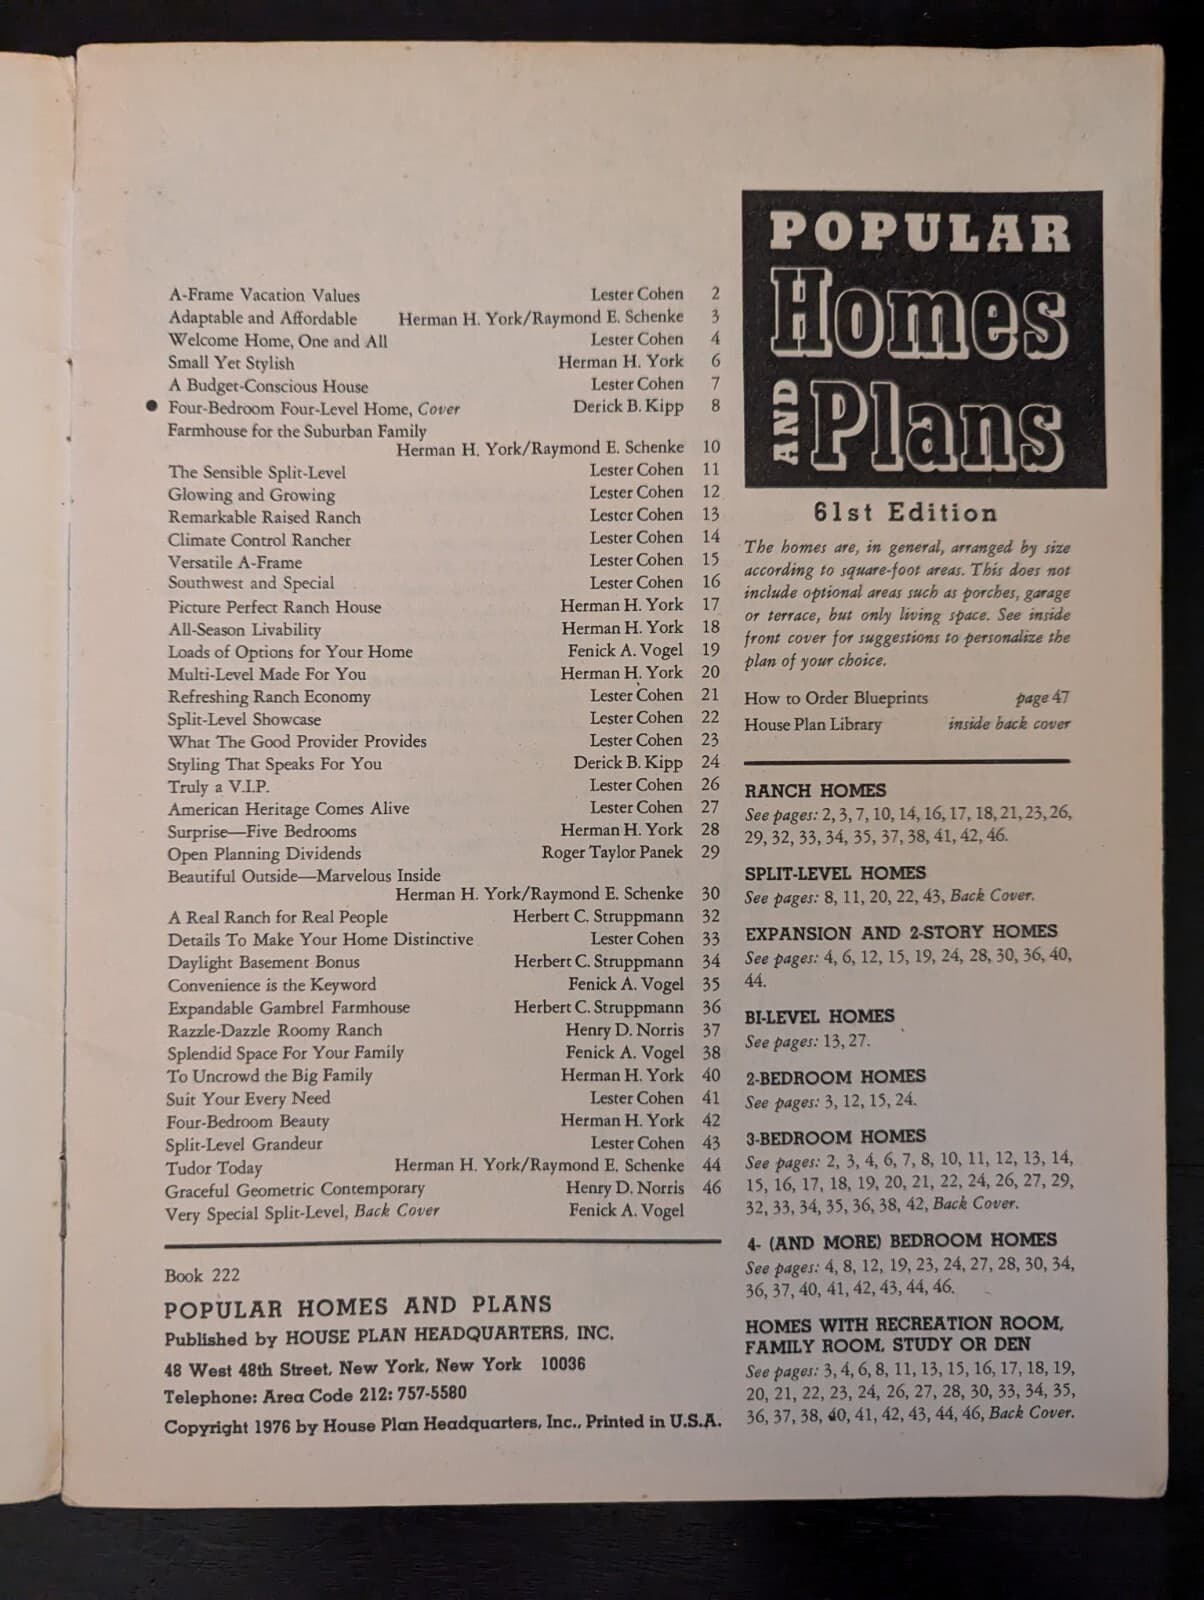 A-Frame Vacation Values Lester Cohen 2
Adaptable and Affordable Herman H. York/Raymond E. Schenke 3
Welcome Home, One and All Lester Cohen 4
Small Yet Stylish Herman H. York 6
A Budget-Conscious House Lester Cohen 7
● Four-Bedroom Four-Level Home, Cover Derick B. Kipp 8
Farmhouse for the Suburban Family
Herman H. York/Raymond E. Schenke 10
The Sensible Split-Level Lester Cohen 11
Glowing and Growing Lester Cohen 12
Remarkable Raised Ranch Lester Cohen 13
Climate Control Rancher Lester Cohen 14
Versatile A-Frame Lester Cohen 15
Southwest and Special Lester Cohen 16
Picture Perfect Ranch House Herman H. York 17
All-Season Livability Herman H. York 18
Loads of Options for Your Home Fenick A. Vogel 19
Multi-Level Made For You Herman H. York 20
Refreshing Ranch Economy Lester Cohen 21
Split-Level Showcase Lester Cohen 22
What The Good Provider Provides Lester Cohen 23
Styling That Speaks For You Derick B. Kipp 24
Truly a V.I.P. Lester Cohen 26
American Heritage Comes Alive Lester Cohen 27
Surprise—Five Bedrooms Herman H. York 28
Open Planning Dividends Roger Taylor Panek 29
Beautiful Outside—Marvelous Inside
Herman H. York/Raymond E. Schenke 30
A Real Ranch for Real People Herbert C. Struppmann 32
Details To Make Your Home Distinctive Lester Cohen 33
Daylight Basement Bonus Herbert C. Struppmann 34
Convenience is the Keyword Fenick A. Vogel 35
Expandable Gambrel Farmhouse Herbert C. Struppmann 36
Razzle-Dazzle Roomy Ranch Henry D. Norris 37
Splendid Space For Your Family Fenick A. Vogel 38
To Uncrowd the Big Family Herman H. York 40
Suit Your Every Need Lester Cohen 41
Four-Bedroom Beauty Herman H. York 42
Split-Level Grandeur Lester Cohen 43
Tudor Today Herman H. York/Raymond E. Schenke 44
Graceful Geometric Contemporary Henry D. Norris 46
Very Special Split-Level, Back Cover Fenick A. Vogel
Book 222
POPULAR HOMES AND PLANS
Published by HOUSE PLAN HEADQUARTERS, INC.
48 West 48th Street, New York, New York 10036
Telephone: Area Code 212: 757-5580
Copyright 1976 by House Plan Headquarters, Inc., Printed in U.S.A.
POPULAR
Homes
AND Plans
61st Edition
The homes are, in general, arranged by size
according to square-foot areas. This does not
include optional areas such as porches, garage
or terrace, but only living space. See inside
front cover for suggestions to personalize the
plan of your choice.
How to Order Blueprints page 47
House Plan Library inside back cover
RANCH HOMES
See pages: 2, 3, 7, 10, 14, 16, 17, 18, 21, 23, 26,
29, 32, 33, 34, 35, 37, 38, 41, 42, 46.
SPLIT-LEVEL HOMES
See pages: 8, 11, 20, 22, 43, Back Cover.
EXPANSION AND 2-STORY HOMES
See pages: 4, 6, 12, 15, 19, 24, 28, 30, 36, 40,
44.
BI-LEVEL HOMES
See pages: 13, 27.
2-BEDROOM HOMES
See pages: 3, 12, 15, 24.
3-BEDROOM HOMES
See pages: 2, 3, 4, 6, 7, 8, 10, 11, 12, 13, 14,
15, 16, 17, 18, 19, 20, 21, 22, 24, 26, 27, 29,
32, 33, 34, 35, 36, 38, 42, Back Cover.
4- (AND MORE) BEDROOM HOMES
See pages: 4, 8, 12, 19, 23, 24, 27, 28, 30, 34,
36, 37, 40, 41, 42, 43, 44, 46.
HOMES WITH RECREATION ROOM,
FAMILY ROOM, STUDY OR DEN
See pages: 3, 4, 6, 8, 11, 13, 15, 16, 17, 18, 19,
20, 21, 22, 23, 24, 26, 27, 28, 30, 33, 34, 35,
36, 37, 38, 40, 41, 42, 43, 44, 46, Back Cover.